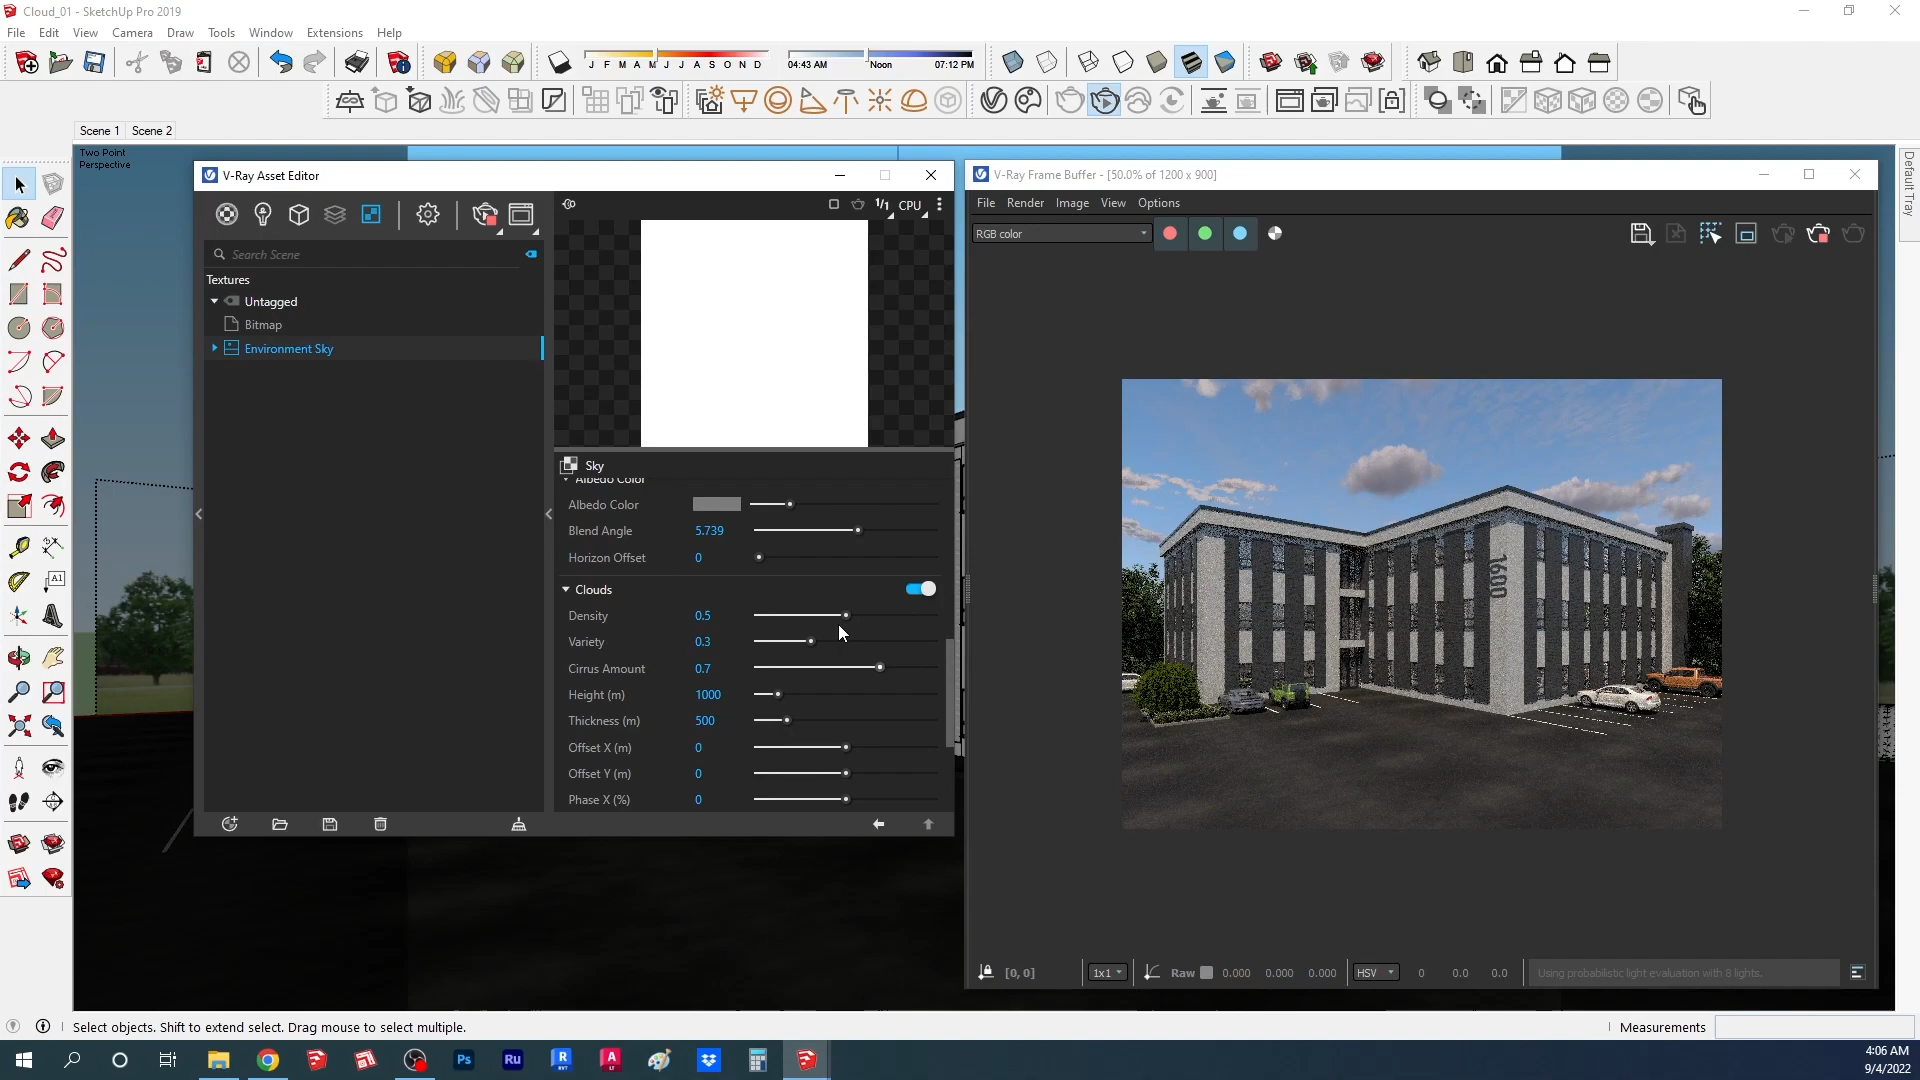 Cloud_01 - SketchUp Pro 2019
File Edit View Camera Draw Tools Window Extensions Help
J F M A M J J A S O N D
04:43 AM Noon 07:12 PM
Scene 1 Scene 2
Two Point
Perspective
V-Ray Asset Editor
1/1 CPU
Search Scene
Textures
Untagged
Bitmap
Environment Sky
Sky
Albedo Color
Albedo Color
Blend Angle 5.739
Horizon Offset 0
Clouds
Density 0.5
Variety 0.3
Cirrus Amount 0.7
Height (m) 1000
Thickness (m) 500
Offset X (m) 0
Offset Y (m) 0
Phase X (%) 0
V-Ray Frame Buffer - [50.0% of 1200 x 900]
File Render Image View Options
RGB color
1600
[0, 0] 1x1 Raw 0.000 0.000 0.000 HSV 0 0.0 0.0 Using probabilistic light evaluation with 8 lights.
Default Tray
A1
Select objects. Shift to extend select. Drag mouse to select multiple.
Measurements
Ps Ru R RVT A LT
4:06 AM
9/4/2022